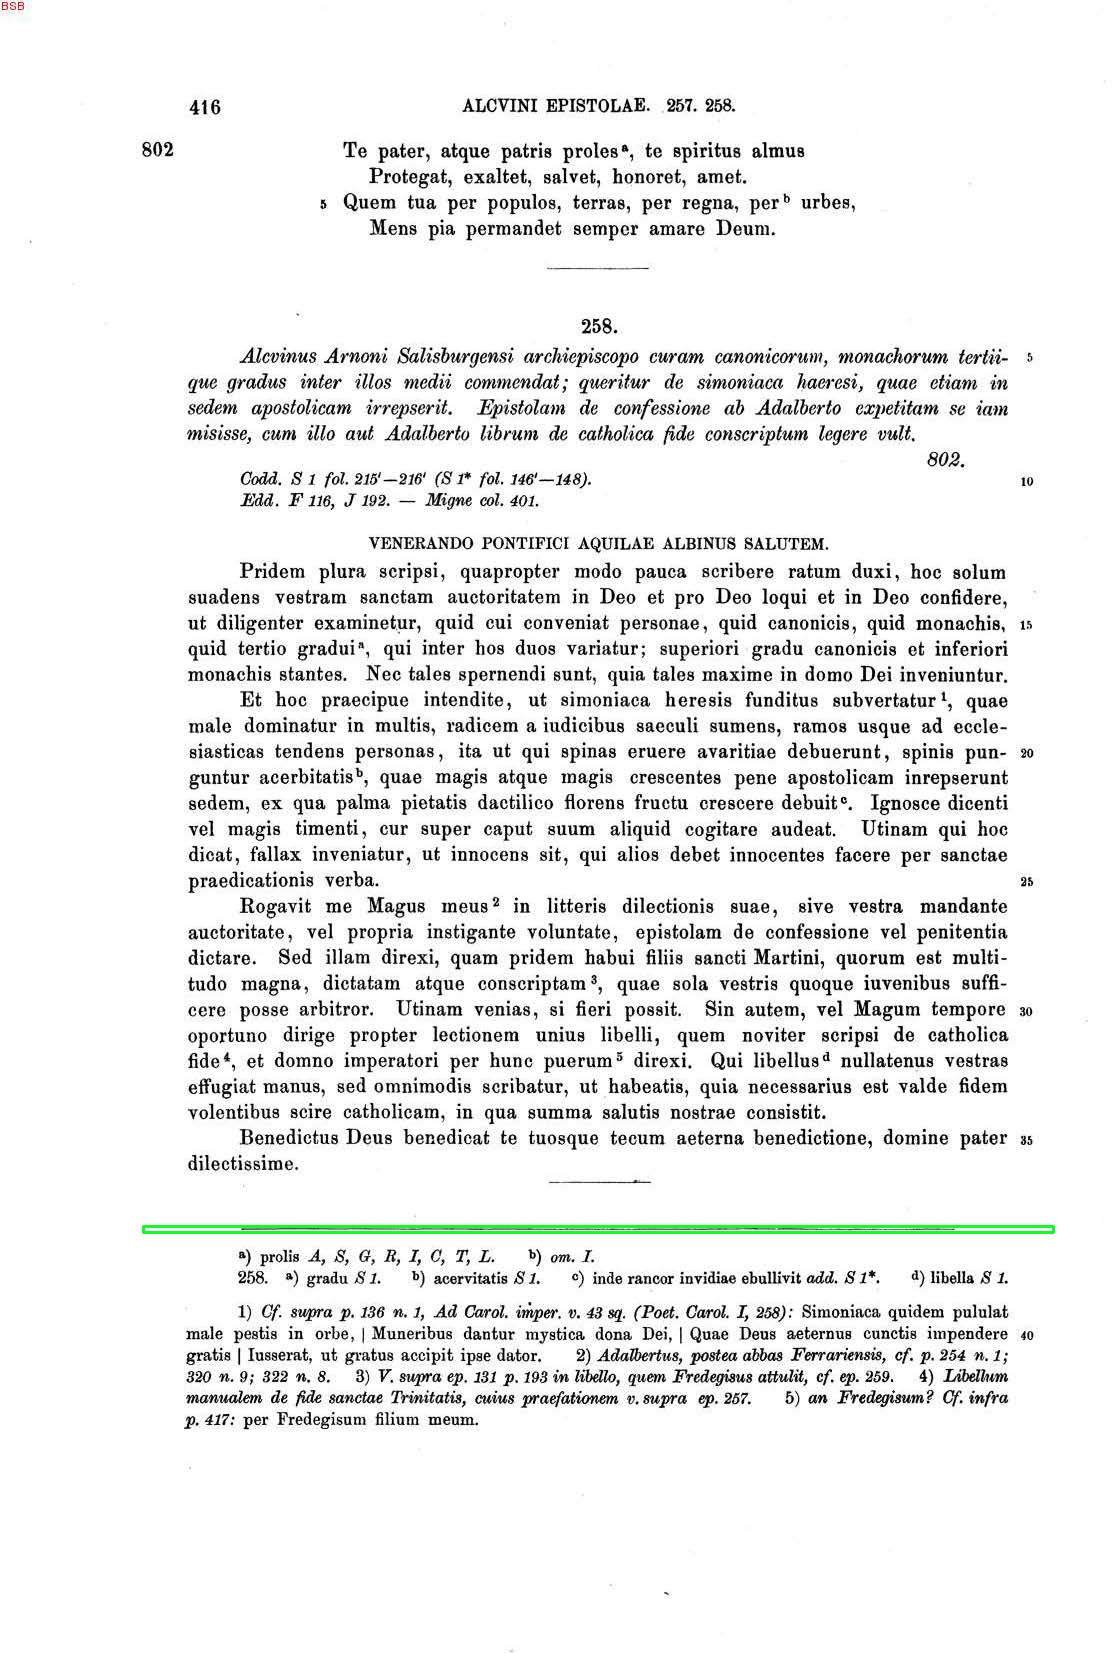 BSB
416 ALCVINI EPISTOLAE. 257. 258.
802 Te pater, atque patris proles ᵃ, te spiritus almus
Protegat, exaltet, salvet, honoret, amet.
5 Quem tua per populos, terras, per regna, per ᵇ urbes,
Mens pia permandet semper amare Deum.
258.
Alcvinus Arnoni Salisburgensi archiepiscopo curam canonicorum, monachorum tertii- 5
que gradus inter illos medii commendat; queritur de simoniaca haeresi, quae etiam in
sedem apostolicam irrepserit. Epistolam de confessione ab Adalberto expetitam se iam
misisse, cum illo aut Adalberto librum de catholica fide conscriptum legere vult.
802.
Codd. S 1 fol. 215'—216' (S 1* fol. 146'—148). 10
Edd. F 116, J 192. — Migne col. 401.
VENERANDO PONTIFICI AQUILAE ALBINUS SALUTEM.
Pridem plura scripsi, quapropter modo pauca scribere ratum duxi, hoc solum
suadens vestram sanctam auctoritatem in Deo et pro Deo loqui et in Deo confidere,
ut diligenter examinetur, quid cui conveniat personae, quid canonicis, quid monachis, 15
quid tertio gradui ᵃ, qui inter hos duos variatur; superiori gradu canonicis et inferiori
monachis stantes. Nec tales spernendi sunt, quia tales maxime in domo Dei inveniuntur.
Et hoc praecipue intendite, ut simoniaca heresis funditus subvertatur ¹, quae
male dominatur in multis, radicem a iudicibus saeculi sumens, ramos usque ad eccle-
siasticas tendens personas, ita ut qui spinas eruere avaritiae debuerunt, spinis pun- 20
guntur acerbitatis ᵇ, quae magis atque magis crescentes pene apostolicam inrepserunt
sedem, ex qua palma pietatis dactilico florens fructu crescere debuit ᶜ. Ignosce dicenti
vel magis timenti, cur super caput suum aliquid cogitare audeat. Utinam qui hoc
dicat, fallax inveniatur, ut innocens sit, qui alios debet innocentes facere per sanctae
praedicationis verba. 25
Rogavit me Magus meus ² in litteris dilectionis suae, sive vestra mandante
auctoritate, vel propria instigante voluntate, epistolam de confessione vel penitentia
dictare. Sed illam direxi, quam pridem habui filiis sancti Martini, quorum est multi-
tudo magna, dictatam atque conscriptam ³, quae sola vestris quoque iuvenibus suffi-
cere posse arbitror. Utinam venias, si fieri possit. Sin autem, vel Magum tempore 30
oportuno dirige propter lectionem unius libelli, quem noviter scripsi de catholica
fide ⁴, et domno imperatori per hunc puerum ⁵ direxi. Qui libellus ᵈ nullatenus vestras
effugiat manus, sed omnimodis scribatur, ut habeatis, quia necessarius est valde fidem
volentibus scire catholicam, in qua summa salutis nostrae consistit.
Benedictus Deus benedicat te tuosque tecum aeterna benedictione, domine pater 35
dilectissime.
ᵃ) prolis A, S, G, R, I, C, T, L. ᵇ) om. I.
258. ᵃ) gradu S 1. ᵇ) acervitatis S 1. ᶜ) inde rancor invidiae ebullivit add. S 1*. ᵈ) libella S 1.
1) Cf. supra p. 136 n. 1, Ad Carol. imper. v. 43 sq. (Poet. Carol. I, 258): Simoniaca quidem pululat
male pestis in orbe, | Muneribus dantur mystica dona Dei, | Quae Deus aeternus cunctis impendere 40
gratis | Iusserat, ut gratus accipit ipse dator. 2) Adalbertus, postea abbas Ferrariensis, cf. p. 254 n. 1;
320 n. 9; 322 n. 8. 3) V. supra ep. 131 p. 193 in libello, quem Fredegisus attulit, cf. ep. 259. 4) Libellum
manualem de fide sanctae Trinitatis, cuius praefationem v. supra ep. 257. 5) an Fredegisum? Cf. infra
p. 417: per Fredegisum filium meum.